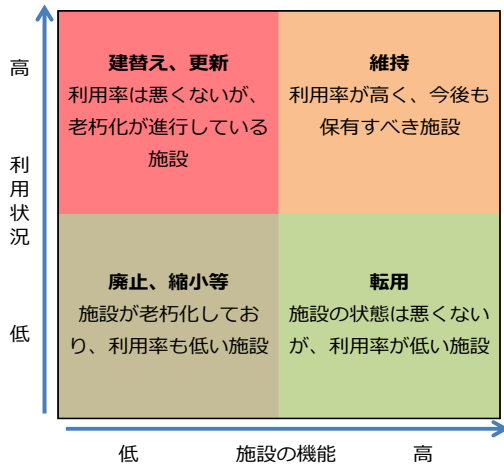 高
利用状況
低
建替え、更新
利用率は悪くないが、
老朽化が進行している
施設
維持
利用率が高く、今後も
保有すべき施設
廃止、縮小等
施設が老朽化してお
り、利用率も低い施設
転用
施設の状態は悪くない
が、利用率が低い施設
低
施設の機能
高